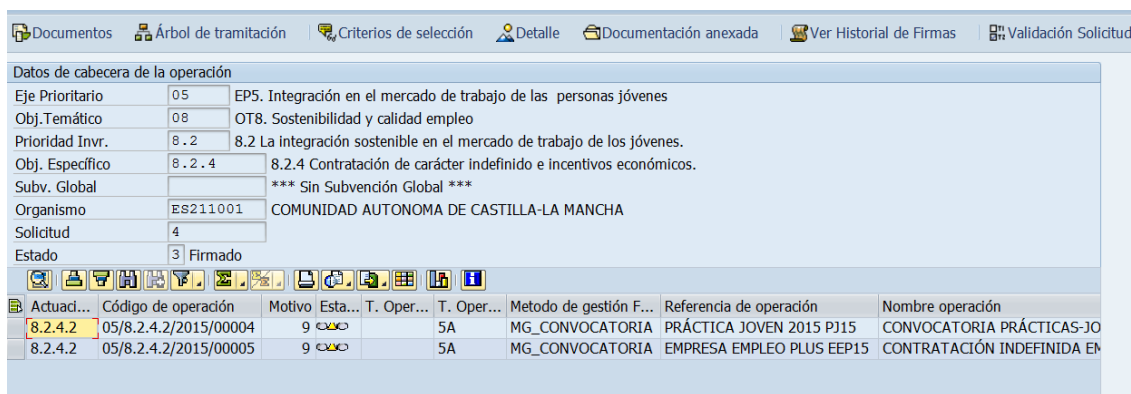 Documentos Árbol de tramitación Criterios de selección Detalle Documentación anexada Ver Historial de Firmas Validación Solicitud
Datos de cabecera de la operación
Eje Prioritario 05 EP5. Integración en el mercado de trabajo de las personas jóvenes
Obj.Temático 08 OT8. Sostenibilidad y calidad empleo
Prioridad Invr. 8.2 8.2 La integración sostenible en el mercado de trabajo de los jóvenes.
Obj. Específico 8.2.4 8.2.4 Contratación de carácter indefinido e incentivos económicos.
Subv. Global *** Sin Subvención Global ***
Organismo ES211001 COMUNIDAD AUTONOMA DE CASTILLA-LA MANCHA
Solicitud 4
Estado 3 Firmado
Actuaci... Código de operación Motivo Esta... T. Oper... T. Oper... Metodo de gestión F... Referencia de operación Nombre operación
8.2.4.2 05/8.2.4.2/2015/00004 9 5A MG_CONVOCATORIA PRÁCTICA JOVEN 2015 PJ15 CONVOCATORIA PRÁCTICAS-JO
8.2.4.2 05/8.2.4.2/2015/00005 9 5A MG_CONVOCATORIA EMPRESA EMPLEO PLUS EEP15 CONTRATACIÓN INDEFINIDA EM